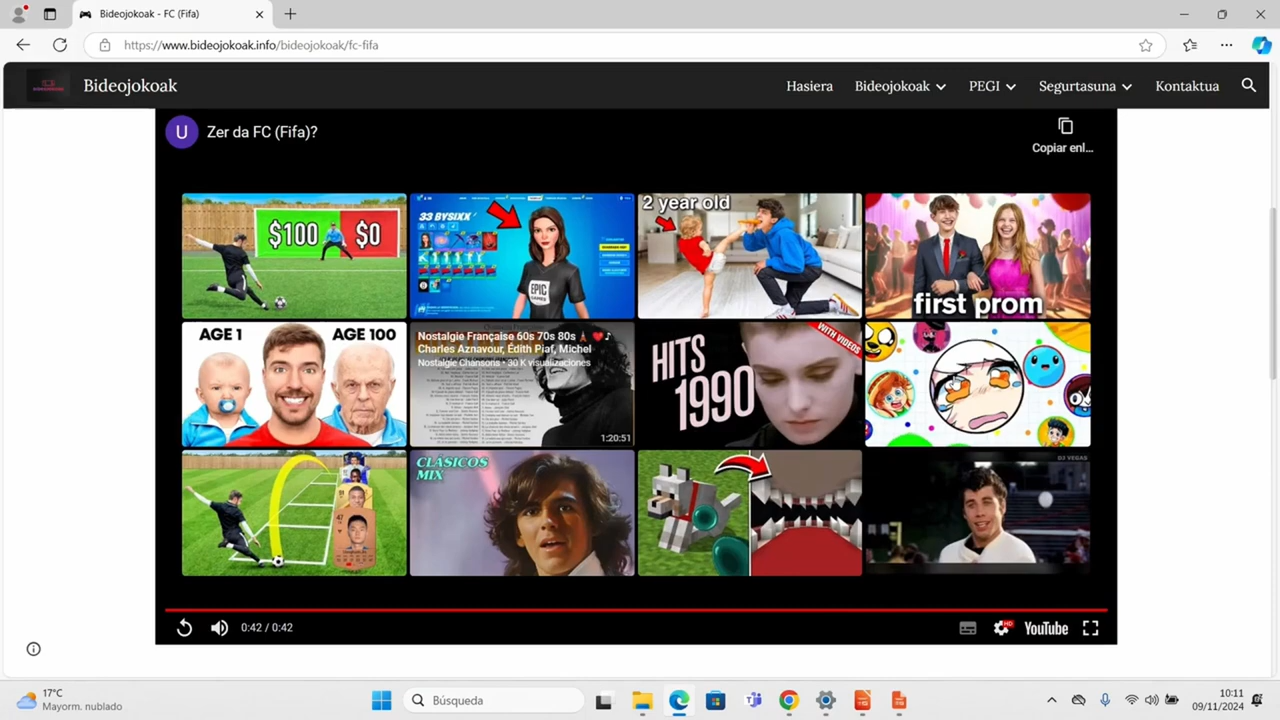 Bideojokoak - FC (Fifa)
https://www.bideojokoak.info/bideojokoak/fc-fifa
Bideojokoak
Hasiera
Bideojokoak
PEGI
Segurtasuna
Kontaktua
U
Zer da FC (Fifa)?
Copiar enl...
$100
$0
33 BYSIXX
EPIC
GAMES
2 year old
first prom
AGE 1
AGE 100
Nostalgie Française 60s 70s 80s
Charles Aznavour, Édith Piaf, Michel
Nostalgie Chansons • 30 K visualizaciones
1:20:51
HITS
1990
WITH VIDEOS
CLÁSICOS
MIX
DJ VEGAS
0:42 / 0:42
HD
YouTube
17°C
Mayorm. nublado
Búsqueda
10:11
09/11/2024